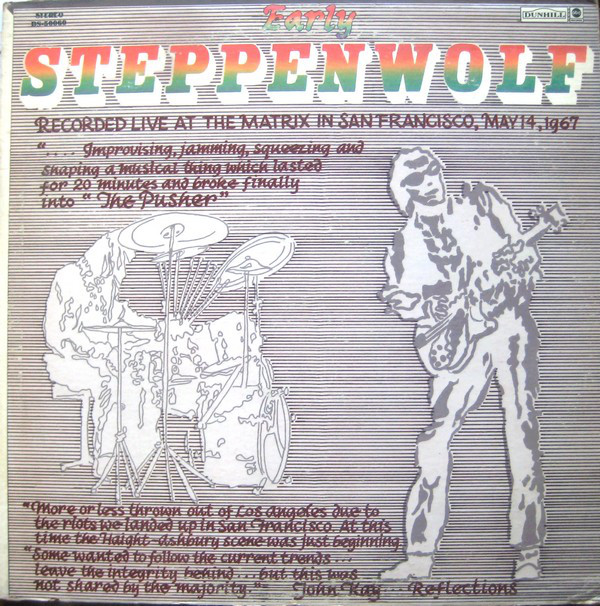 STEREO
DS-50060
Early
DUNHILL abc
STEPPENWOLF
RECORDED LIVE AT THE MATRIX IN SAN FRANCISCO, MAY 14, 1967
".... Improvising, jamming, squeezing and
shaping a musical thing which lasted
for 20 minutes and broke finally
into "The Pusher"
"More or less thrown out of Los angeles due to
the riots we landed up in San Francisco. At this
time the Haight-ashbury scene was just beginning
"Some wanted to follow the current trends...
leave the integrity behind... but this was
not shared by the majority." John Kay... Reflections